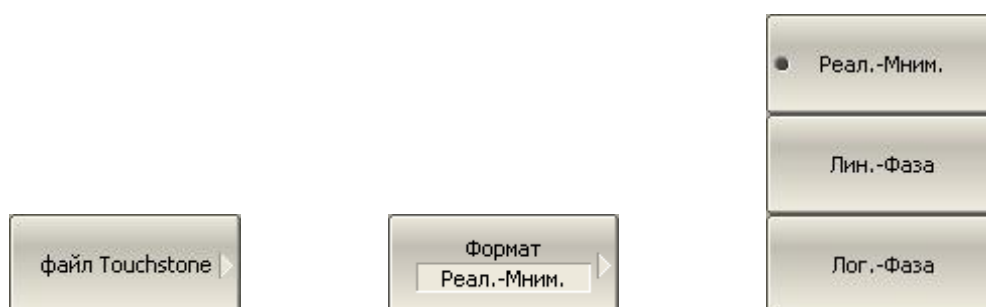 Реал.-Мним.
Лин.-Фаза
файл Touchstone
Формат
Реал.-Мним.
Лог.-Фаза